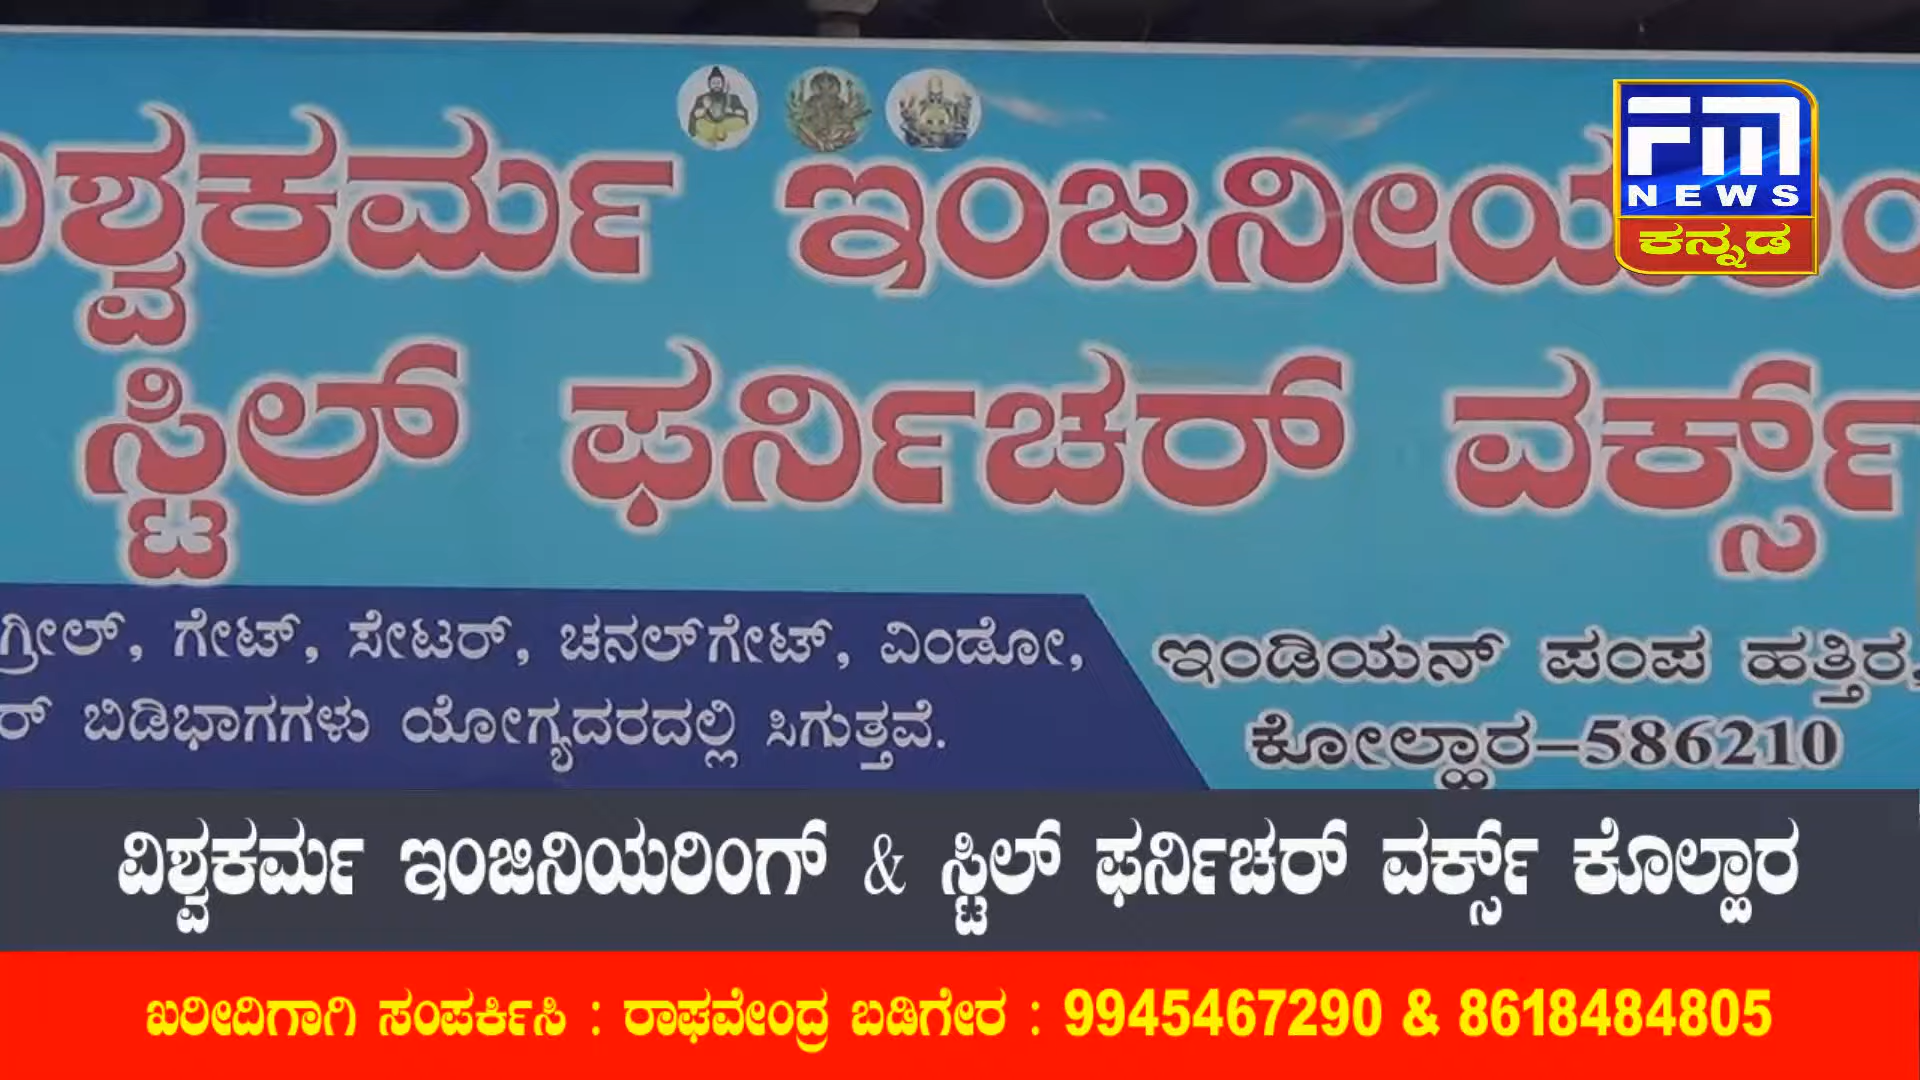 ವಿಶ್ವಕರ್ಮ ಇಂಜನೀಯರಿಂ
FM
NEWS
ಕನ್ನಡ
ಸ್ಟಿಲ್ ಫರ್ನಿಚರ್ ವರ್ಕ್ಸ್
ಗ್ರೀಲ್, ಗೇಟ್, ಸೇಟರ್, ಚನಲ್‌ಗೇಟ್, ವಿಂಡೋ,
ರ್ ಬಿಡಿಭಾಗಗಳು ಯೋಗ್ಯದರದಲ್ಲಿ ಸಿಗುತ್ತವೆ.
ಇಂಡಿಯನ್ ಪಂಪ ಹತ್ತಿರ,
ಕೋಲ್ಹಾರ-586210
ವಿಶ್ವಕರ್ಮ ಇಂಜಿನಿಯರಿಂಗ್ & ಸ್ಟಿಲ್ ಫರ್ನಿಚರ್ ವರ್ಕ್ಸ್ ಕೊಲ್ಹಾರ
ಖರೀದಿಗಾಗಿ ಸಂಪರ್ಕಿಸಿ : ರಾಘವೇಂದ್ರ ಬಡಿಗೇರ : 9945467290 & 8618484805